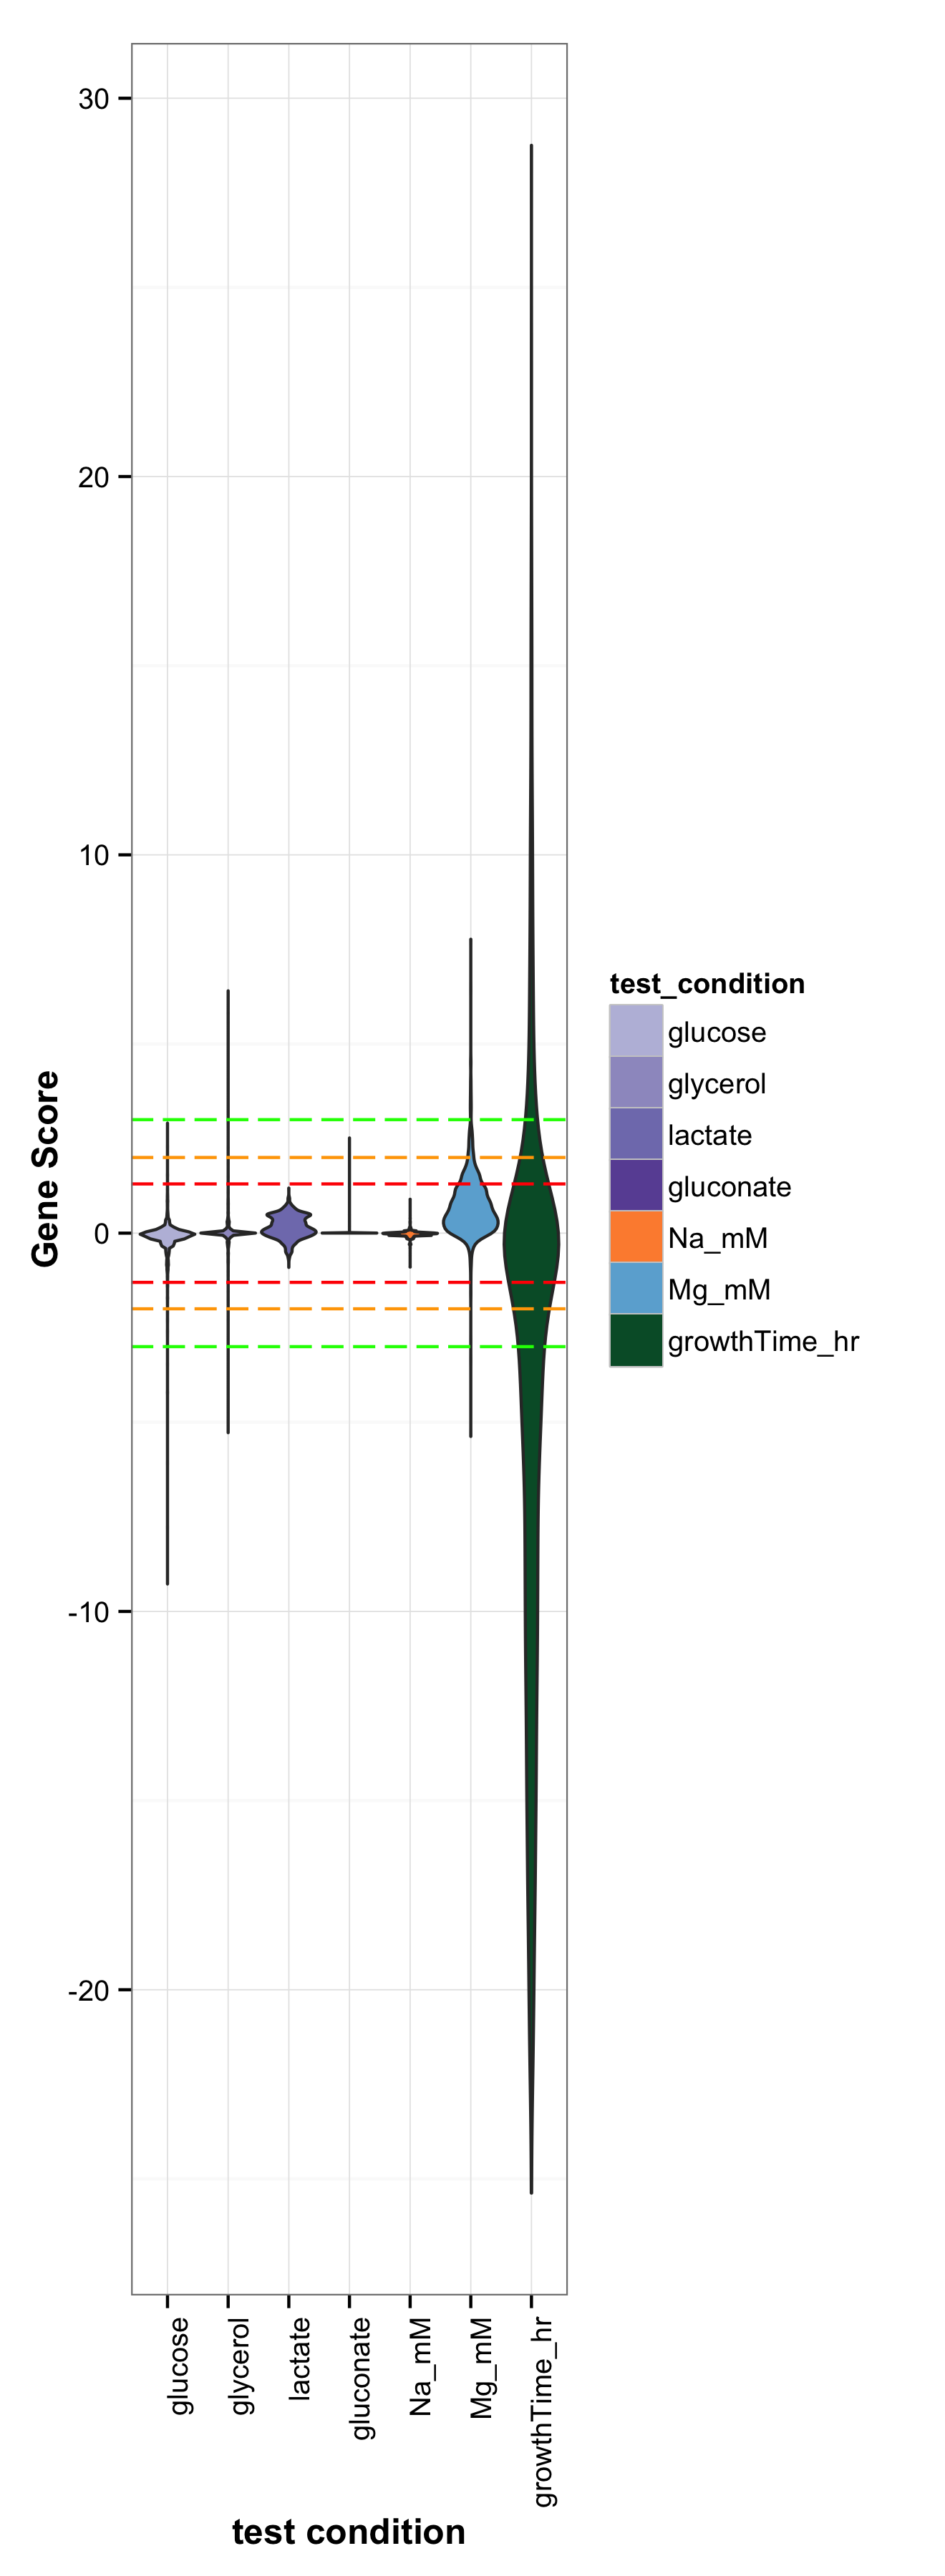 30
20
10
0
-10
-20
Gene Score
glucose
glycerol
lactate
gluconate
Na_mM
Mg_mM
growthTime_hr
test condition
test_condition
glucose
glycerol
lactate
gluconate
Na_mM
Mg_mM
growthTime_hr